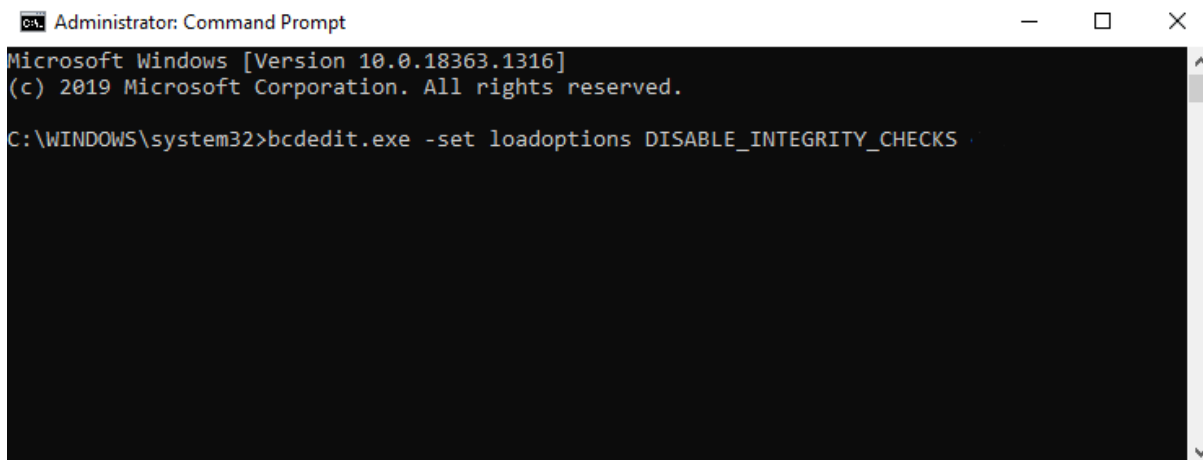 Administrator: Command Prompt
Microsoft Windows [Version 10.0.18363.1316]
(c) 2019 Microsoft Corporation. All rights reserved.
C:\WINDOWS\system32>bcdedit.exe -set loadoptions DISABLE_INTEGRITY_CHECKS